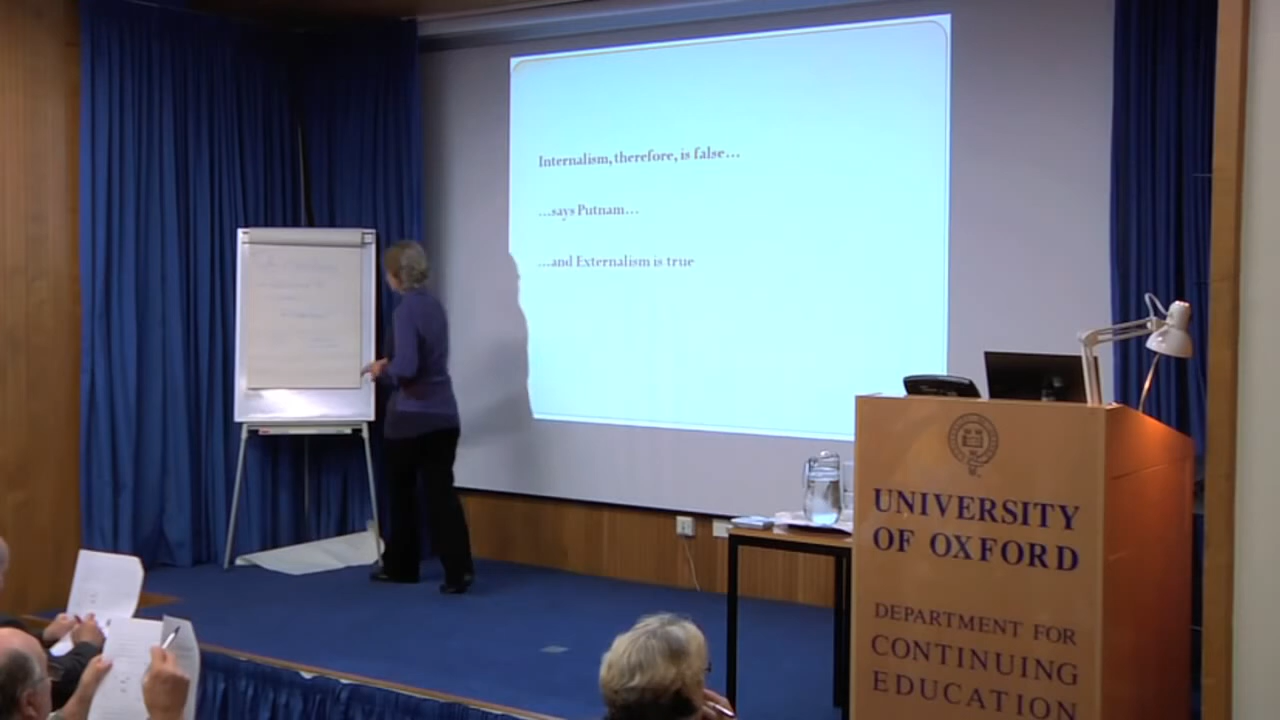 Internalism, therefore, is false...
...says Putnam...
...and Externalism is true
UNIVERSITY
OF OXFORD
DEPARTMENT FOR
CONTINUING
EDUCATION